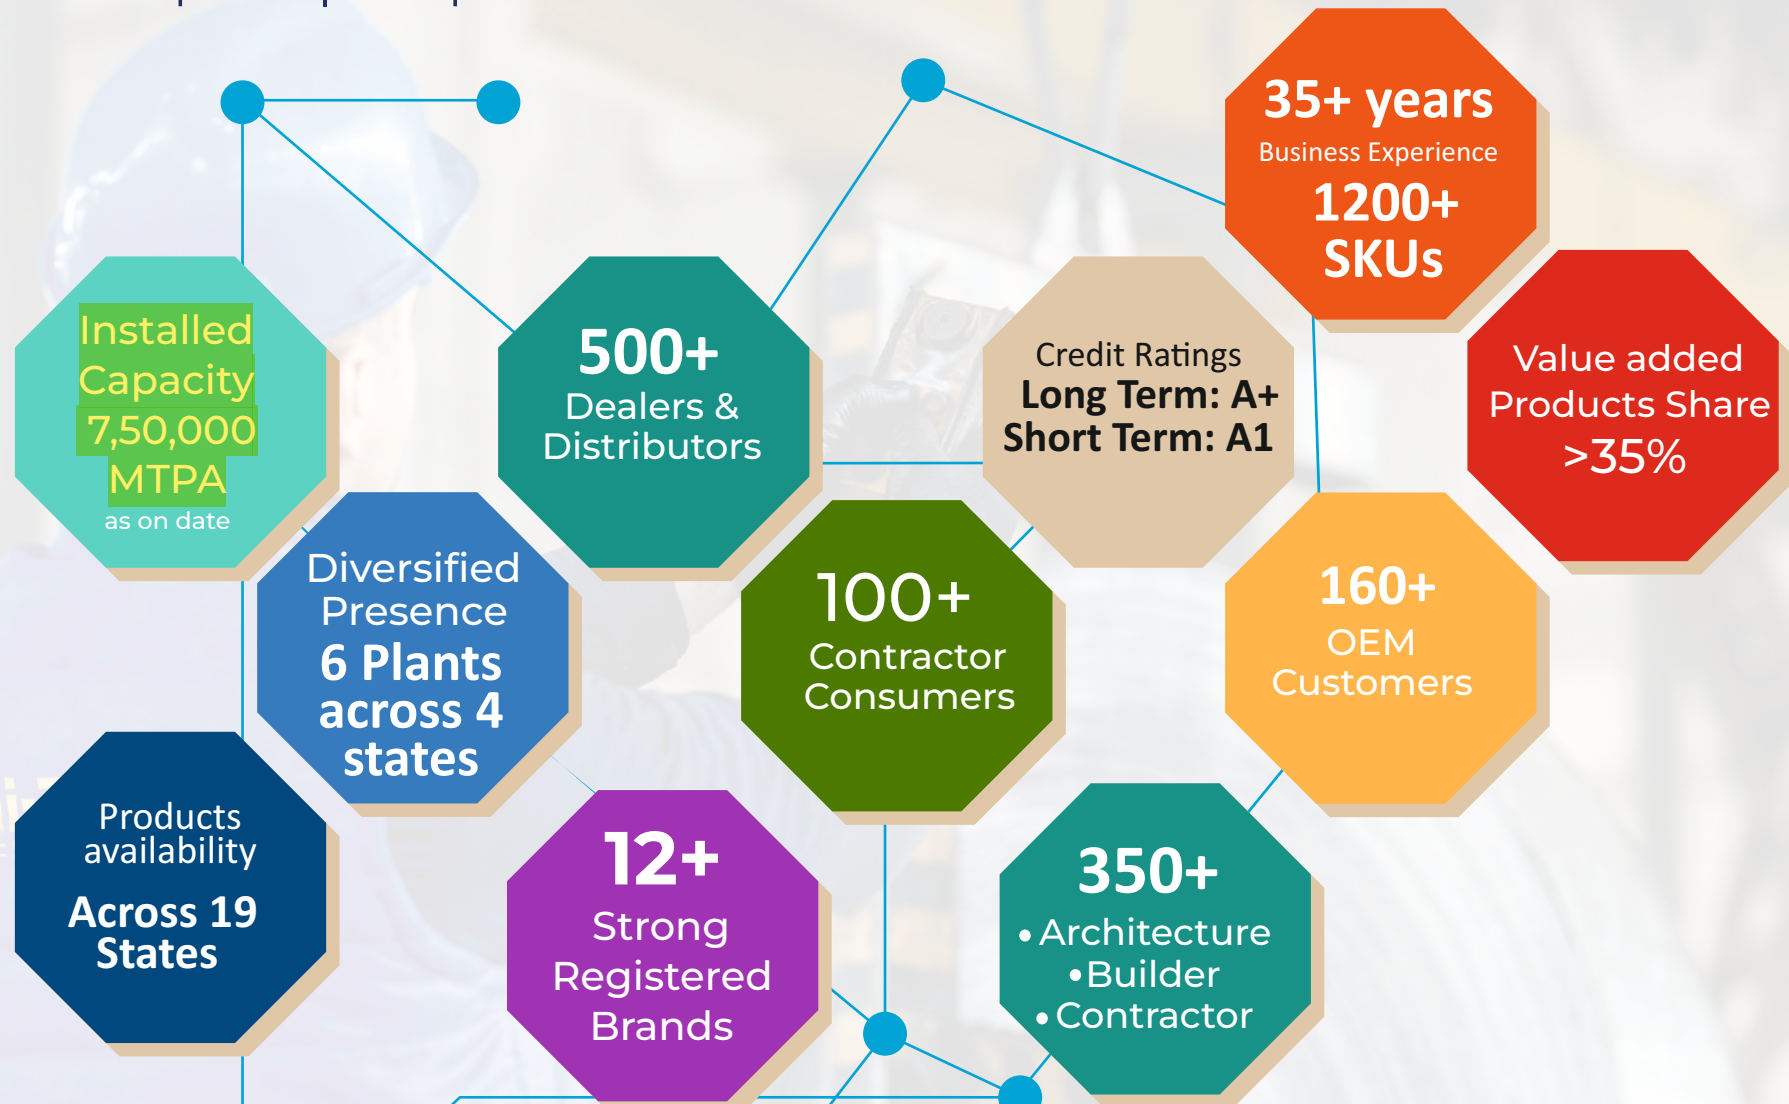 35+ years
Business Experience
1200+
SKUs
Installed
Capacity
7,50,000
MTPA
as on date
500+
Dealers &
Distributors
Credit Ratings
Long Term: A+
Short Term: A1
Value added
Products Share
>35%
Diversified
Presence
6 Plants
across 4
states
100+
Contractor
Consumers
160+
OEM
Customers
Products
availability
Across 19
States
12+
Strong
Registered
Brands
350+
• Architecture
•Builder
• Contractor